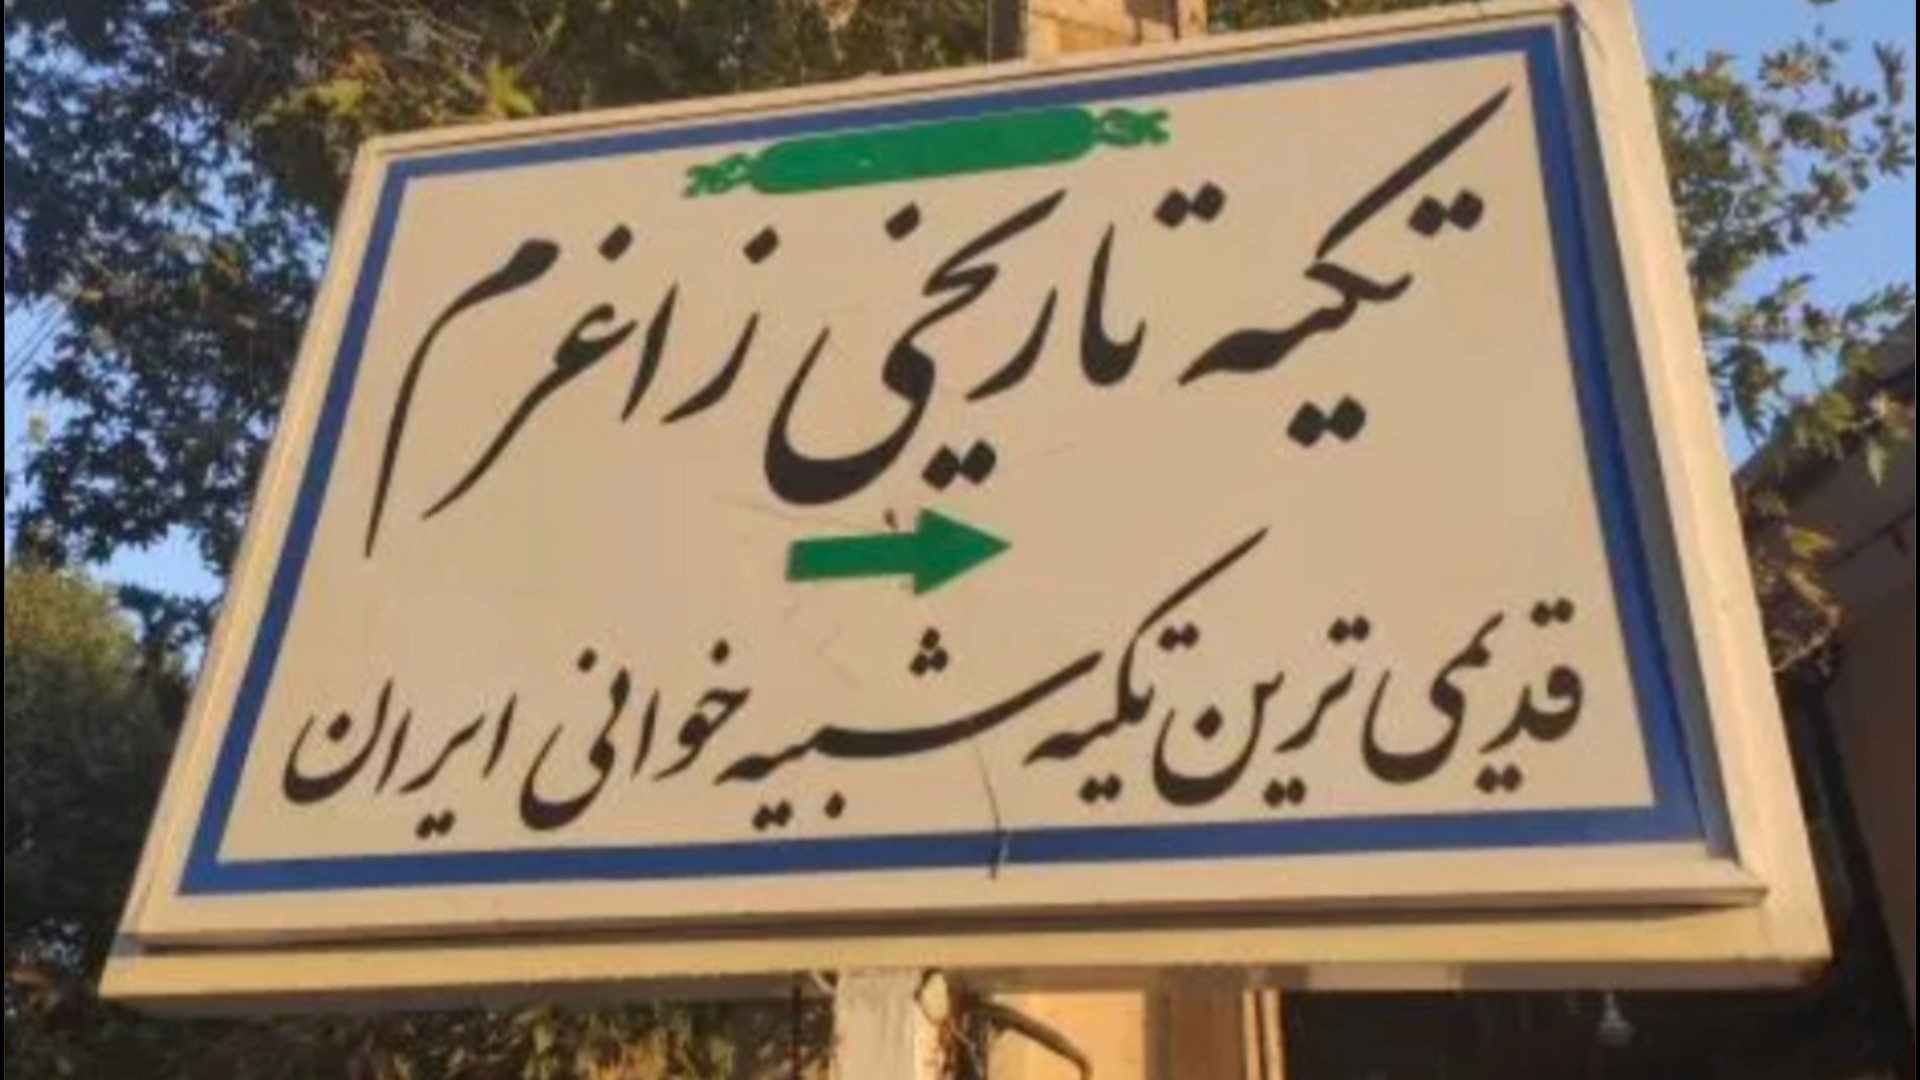 تکیه تاریخی زاغرم
قدیمی ترین تکیه شبیه خوانی ایران